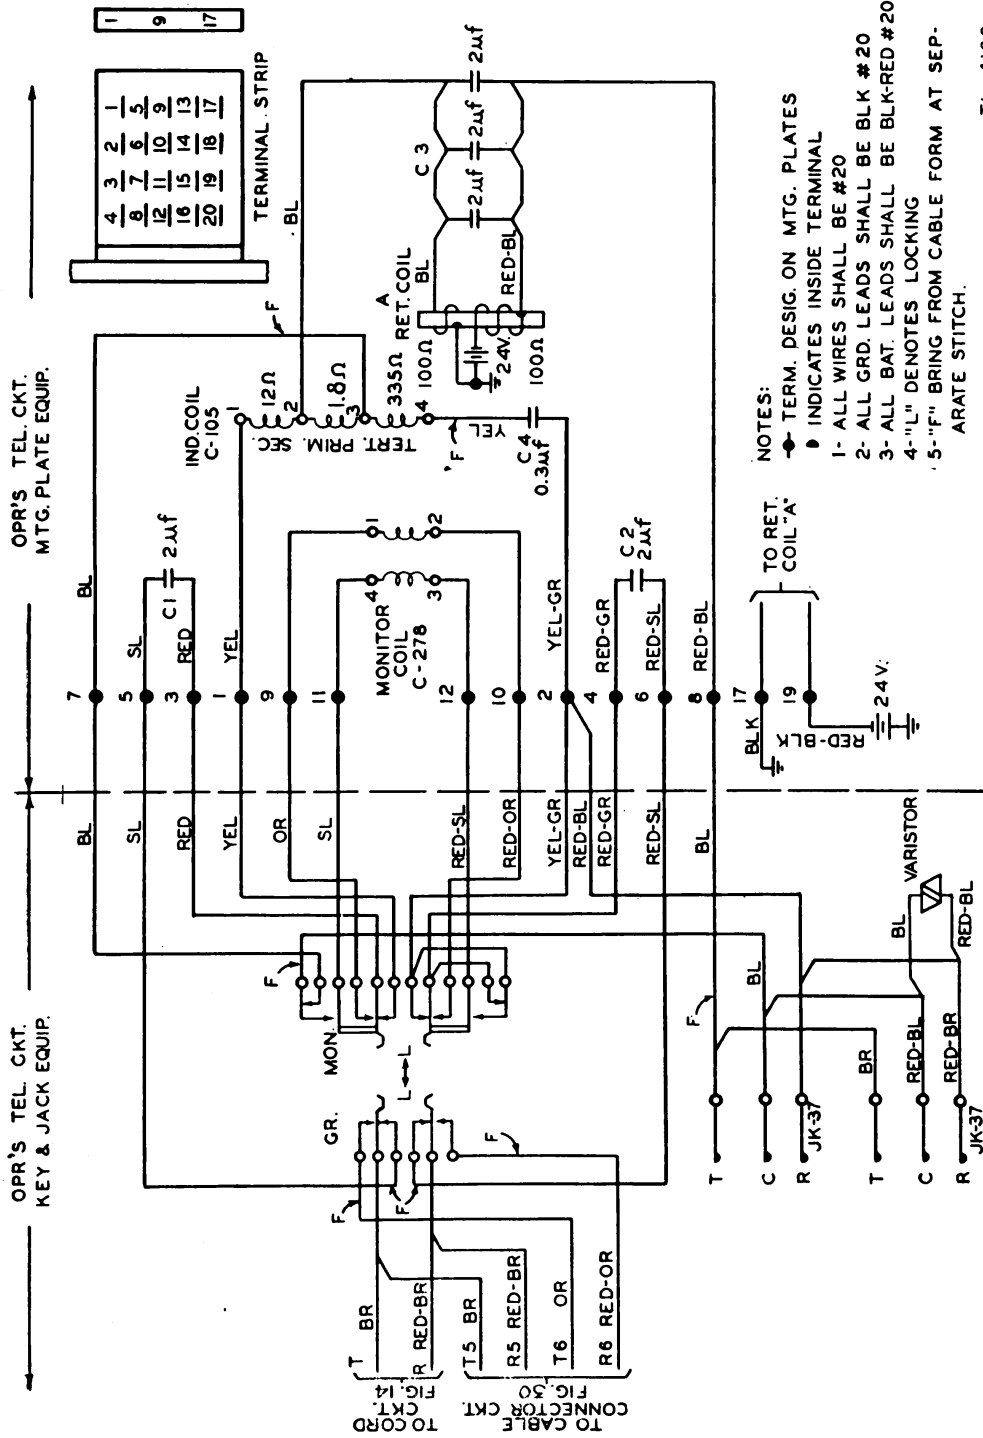 OPR'S TEL. CKT.
KEY & JACK EQUIP.
OPR'S TEL. CKT.
MTG. PLATE EQUIP.
1 9 17
4 3 2 1
8 7 6 5
12 11 10 9
16 15 14 13
20 19 18 17
TERMINAL STRIP
BL 7 BL
SL 5 SL
RED 3 RED
YEL 1 YEL
OR 9
SL 11
RED-SL 12
RED-OR 10
YEL-GR 2 YEL-GR
RED-BL
RED-GR 4 RED-GR
RED-SL 6 RED-SL
BL 8 RED-BL
BLK 17
RED-BLK 19
24V.
TO RET.
COIL "A"
C1 2µf
IND. COIL
C-105
1 12Ω
2 1.8Ω
3 335Ω
4
SEC.
PRIM.
TERT.
F
BL
'F YEL
C4
0.3µf
MONITOR
COIL
C-278
1
2
4
3
C2
2µf
A
RET. COIL
100Ω
24V.
100Ω
BL
RED-BL
C3
2µf
2µf
2µf
F
MON.
GR.
L L
F
F
F
F
TO CORD
CKT.
FIG. 14
T BR
R RED-BR
TO CABLE
CONNECTOR CKT.
FIG. 30
T5 BR
R5 RED-BR
T6 OR
R6 RED-OR
T
C BL
R
JK-37
T BR
C RED-BL
R RED-BR
JK-37
BL
VARISTOR
RED-BL
NOTES:
TERM. DESIG. ON MTG. PLATES
INDICATES INSIDE TERMINAL
1- ALL WIRES SHALL BE #20
2- ALL GRD. LEADS SHALL BE BLK #20
3- ALL BAT. LEADS SHALL BE BLK-RED #20
4-"L" DENOTES LOCKING
5-"F" BRING FROM CABLE FORM AT SEP-
ARATE STITCH.